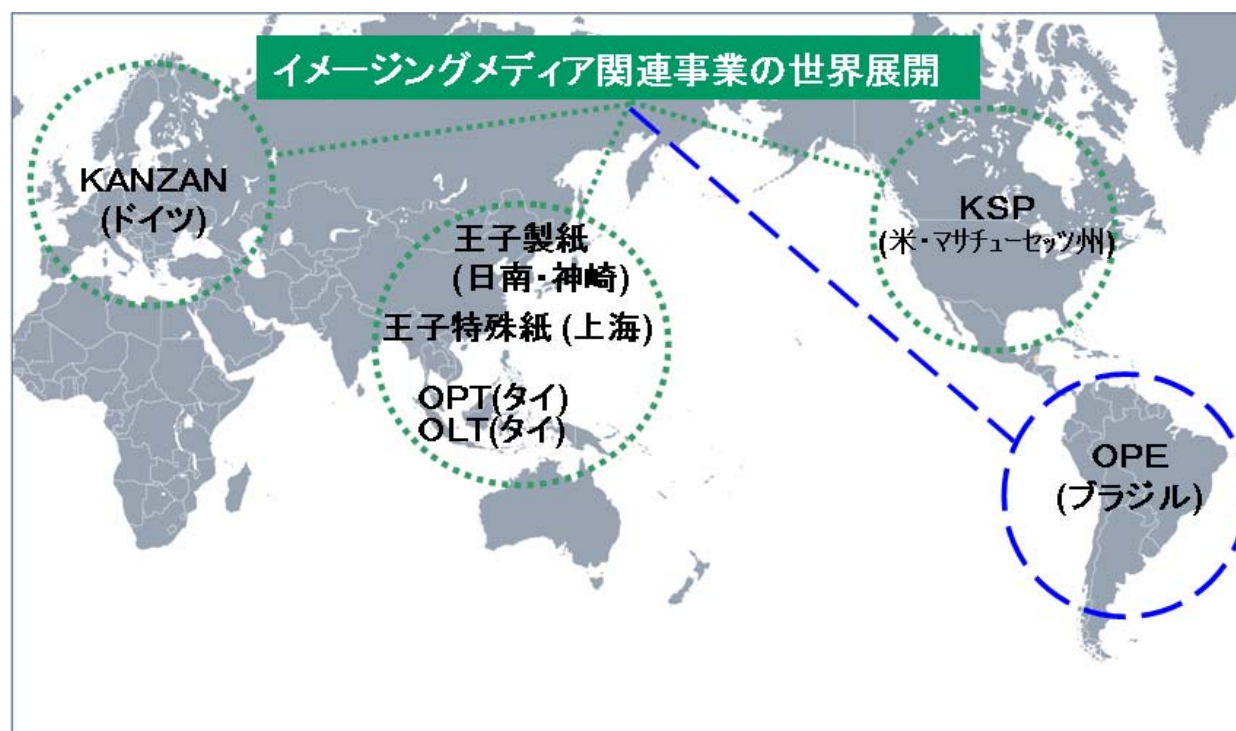 イメージングメディア関連事業の世界展開
KANZAN
(ドイツ)
王子製紙
(日南・神崎)
王子特殊紙 (上海)
OPT(タイ)
OLT(タイ)
KSP
(米・マサチューセッツ州)
OPE
(ブラジル)